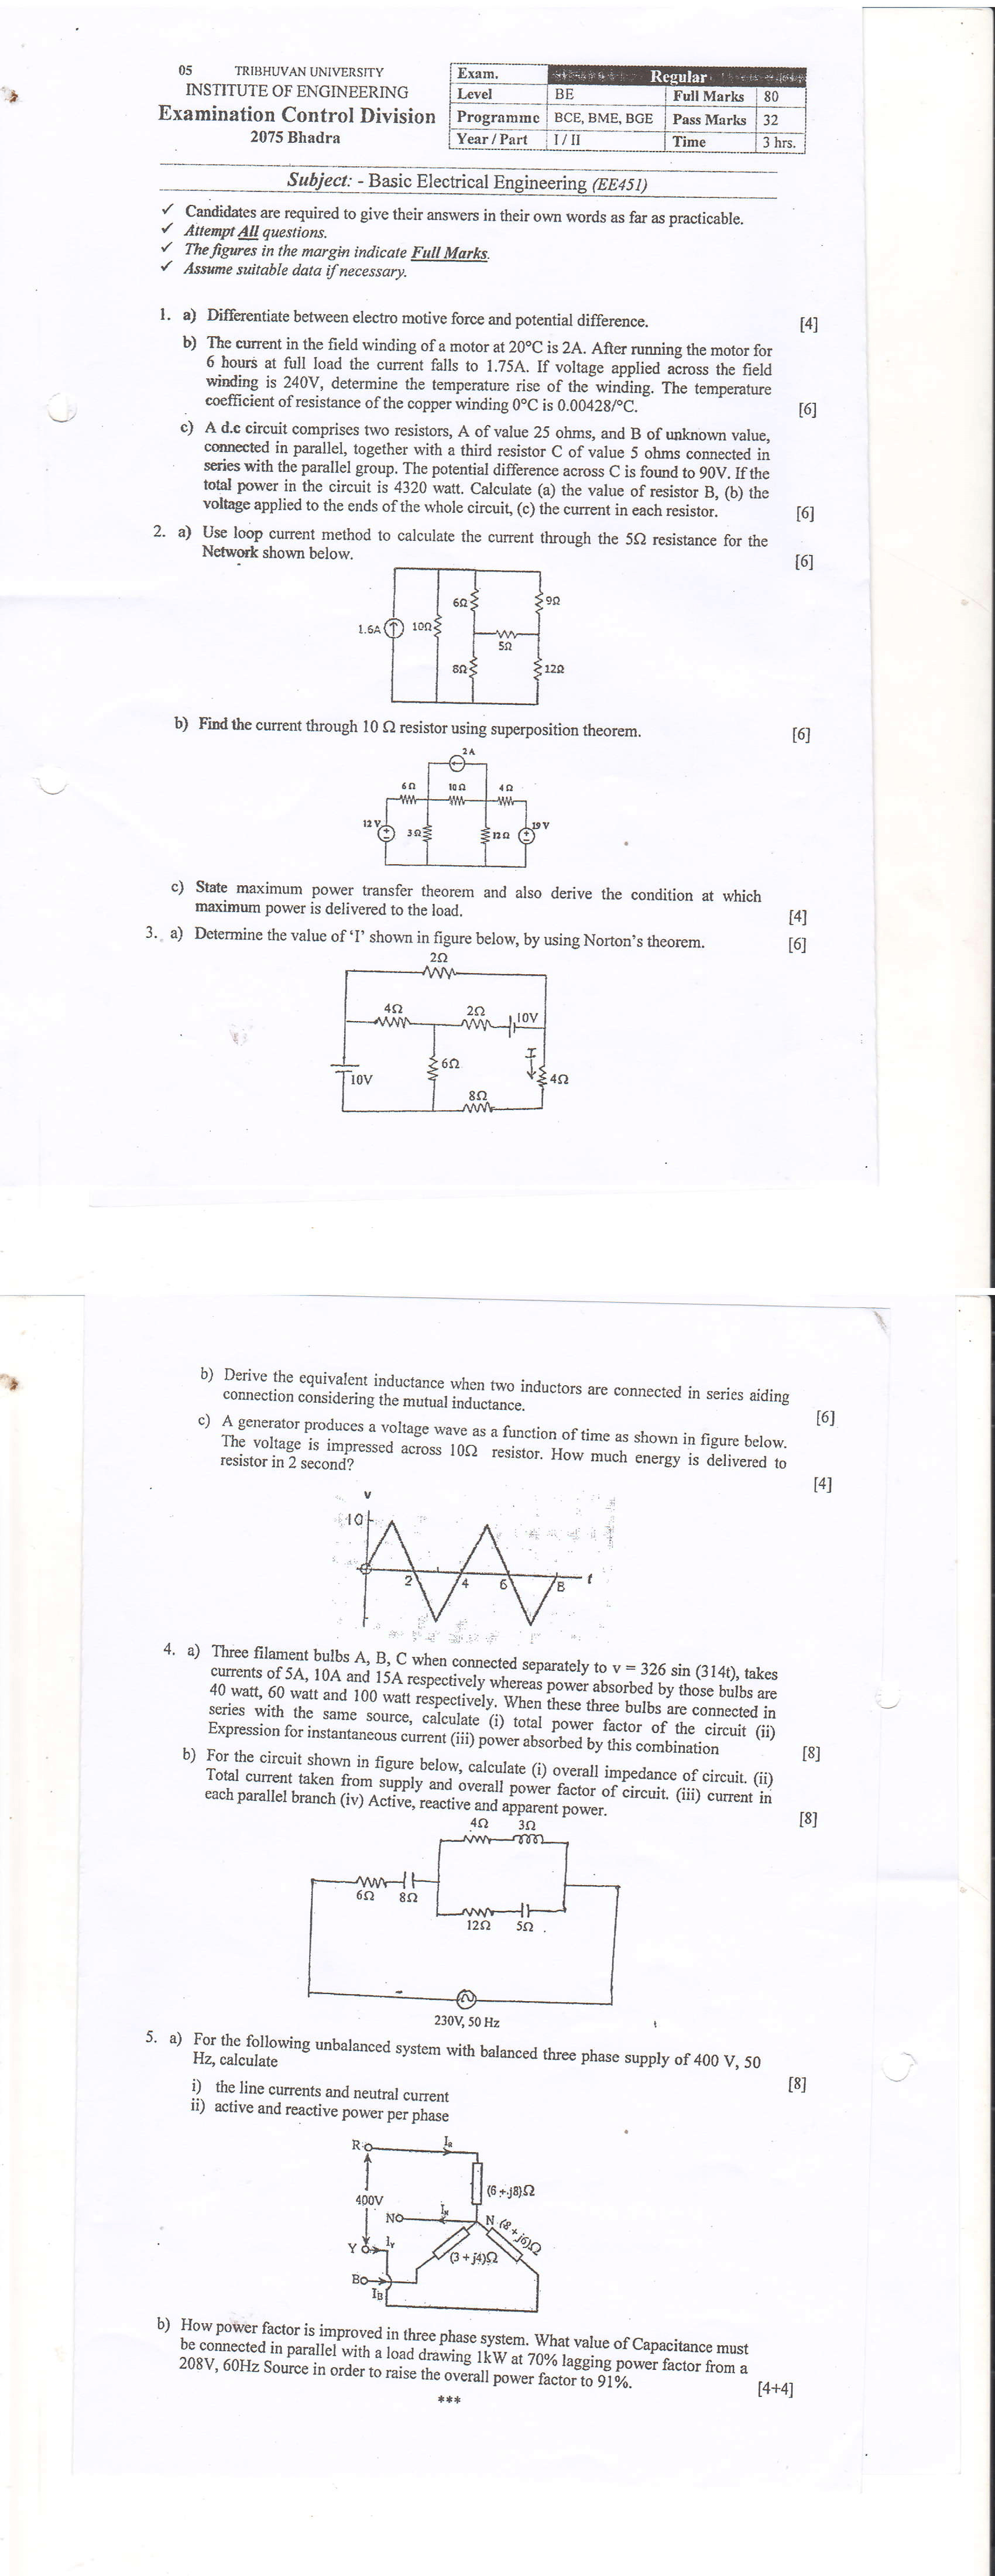 05 TRIBHUVAN UNIVERSITY
INSTITUTE OF ENGINEERING
Examination Control Division
2075 Bhadra
Exam. Regular
Level BE Full Marks 80
Programme BCE, BME, BGE Pass Marks 32
Year / Part I / II Time 3 hrs.
Subject: - Basic Electrical Engineering (EE451)
✓ Candidates are required to give their answers in their own words as far as practicable.
✓ Attempt All questions.
✓ The figures in the margin indicate Full Marks.
✓ Assume suitable data if necessary.
1. a) Differentiate between electro motive force and potential difference. [4]
b) The current in the field winding of a motor at 20°C is 2A. After running the motor for
6 hours at full load the current falls to 1.75A. If voltage applied across the field
winding is 240V, determine the temperature rise of the winding. The temperature
coefficient of resistance of the copper winding 0°C is 0.00428/°C. [6]
c) A d.c circuit comprises two resistors, A of value 25 ohms, and B of unknown value,
connected in parallel, together with a third resistor C of value 5 ohms connected in
series with the parallel group. The potential difference across C is found to 90V. If the
total power in the circuit is 4320 watt. Calculate (a) the value of resistor B, (b) the
voltage applied to the ends of the whole circuit, (c) the current in each resistor. [6]
2. a) Use loop current method to calculate the current through the 5Ω resistance for the
Network shown below. [6]
6Ω 9Ω
1.6A 10Ω
5Ω
8Ω 12Ω
b) Find the current through 10 Ω resistor using superposition theorem. [6]
2A
6Ω 10Ω 4Ω
12V 3Ω 12Ω 19V
c) State maximum power transfer theorem and also derive the condition at which
maximum power is delivered to the load. [4]
3. a) Determine the value of ‘I’ shown in figure below, by using Norton’s theorem. [6]
2Ω
4Ω 2Ω 10V
I
6Ω
10V 4Ω
8Ω
b) Derive the equivalent inductance when two inductors are connected in series aiding
connection considering the mutual inductance. [6]
c) A generator produces a voltage wave as a function of time as shown in figure below.
The voltage is impressed across 10Ω resistor. How much energy is delivered to
resistor in 2 second? [4]
v
10
2 4 6 8 t
4. a) Three filament bulbs A, B, C when connected separately to v = 326 sin (314t), takes
currents of 5A, 10A and 15A respectively whereas power absorbed by those bulbs are
40 watt, 60 watt and 100 watt respectively. When these three bulbs are connected in
series with the same source, calculate (i) total power factor of the circuit (ii)
Expression for instantaneous current (iii) power absorbed by this combination [8]
b) For the circuit shown in figure below, calculate (i) overall impedance of circuit. (ii)
Total current taken from supply and overall power factor of circuit. (iii) current in
each parallel branch (iv) Active, reactive and apparent power. [8]
4Ω 3Ω
6Ω 8Ω
12Ω 5Ω
230V, 50 Hz
5. a) For the following unbalanced system with balanced three phase supply of 400 V, 50
Hz, calculate [8]
i) the line currents and neutral current
ii) active and reactive power per phase
R IR
(6 + j8)Ω
400V
N IN N (8 + j6)Ω
Y IY (3 + j4)Ω
B
IB
b) How power factor is improved in three phase system. What value of Capacitance must
be connected in parallel with a load drawing 1kW at 70% lagging power factor from a
208V, 60Hz Source in order to raise the overall power factor to 91%. [4+4]
***